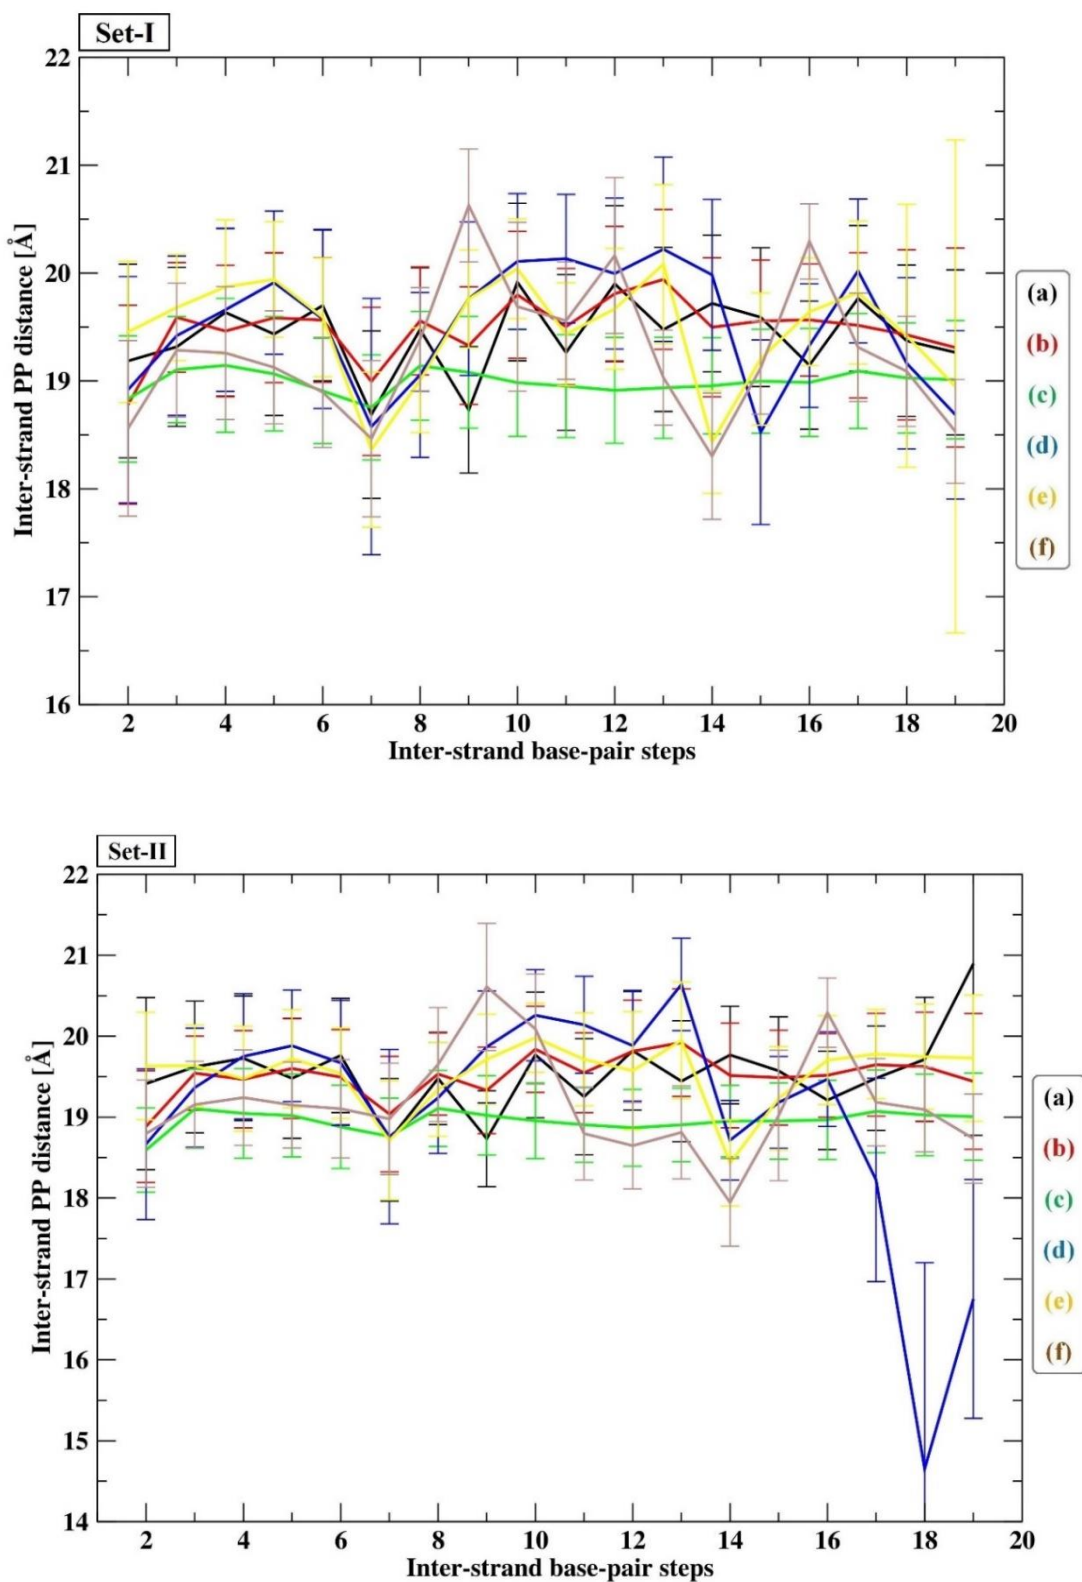 Set-I
22
21
20
19
18
17
16
Inter-strand PP distance [Å]
2 4 6 8 10 12 14 16 18 20
Inter-strand base-pair steps
(a)
(b)
(c)
(d)
(e)
(f)
Set-II
22
21
20
19
18
17
16
15
14
Inter-strand PP distance [Å]
2 4 6 8 10 12 14 16 18 20
Inter-strand base-pair steps
(a)
(b)
(c)
(d)
(e)
(f)